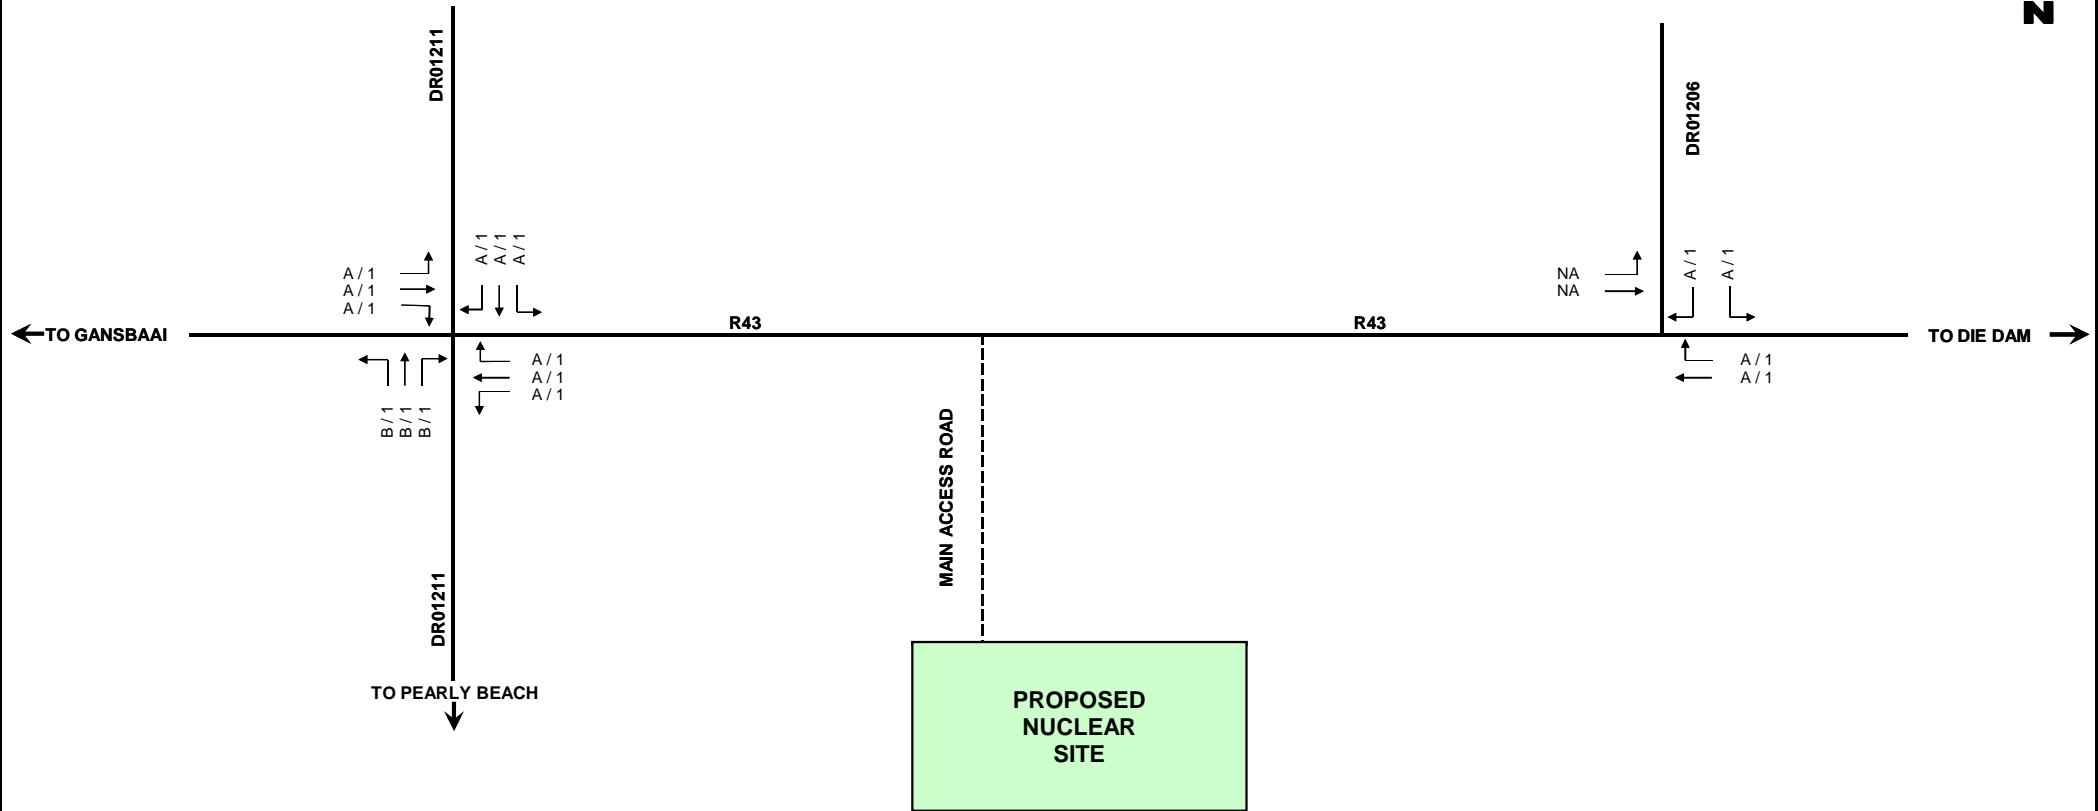 N
DR01211
DR01206
A / 1
A / 1
A / 1
A / 1
A / 1
A / 1
NA
NA
A / 1
A / 1
TO GANSBAAI
R43
R43
TO DIE DAM
A / 1
A / 1
A / 1
A / 1
A / 1
B / 1
B / 1
B / 1
MAIN ACCESS ROAD
DR01211
TO PEARLY BEACH
PROPOSED
NUCLEAR
SITE